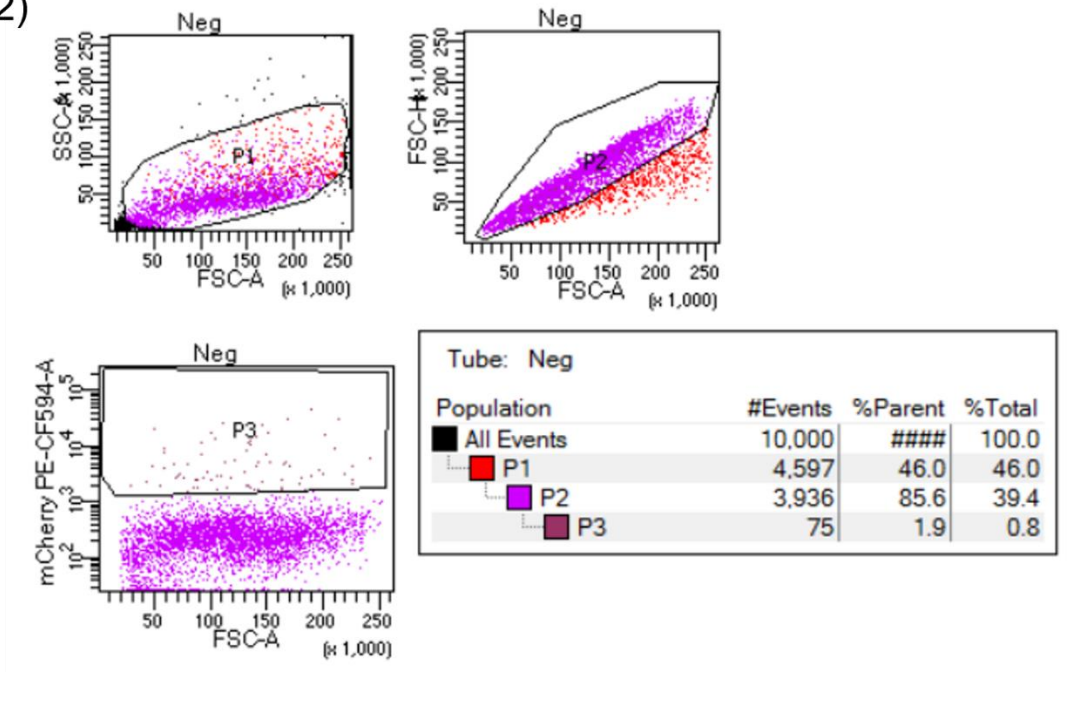 2)
Neg
SSC-A (x 1,000)
50 100 150 200 250
P1
50 100 150 200 250
FSC-A
(x 1,000)
Neg
FSC-H (x 1,000)
50 100 150 200 250
P2
50 100 150 200 250
FSC-A
(x 1,000)
Neg
mCherry PE-CF594-A
10^2 10^3 10^4 10^5
P3
50 100 150 200 250
FSC-A
(x 1,000)
Tube: Neg
Population #Events %Parent %Total
All Events 10,000 #### 100.0
P1 4,597 46.0 46.0
P2 3,936 85.6 39.4
P3 75 1.9 0.8